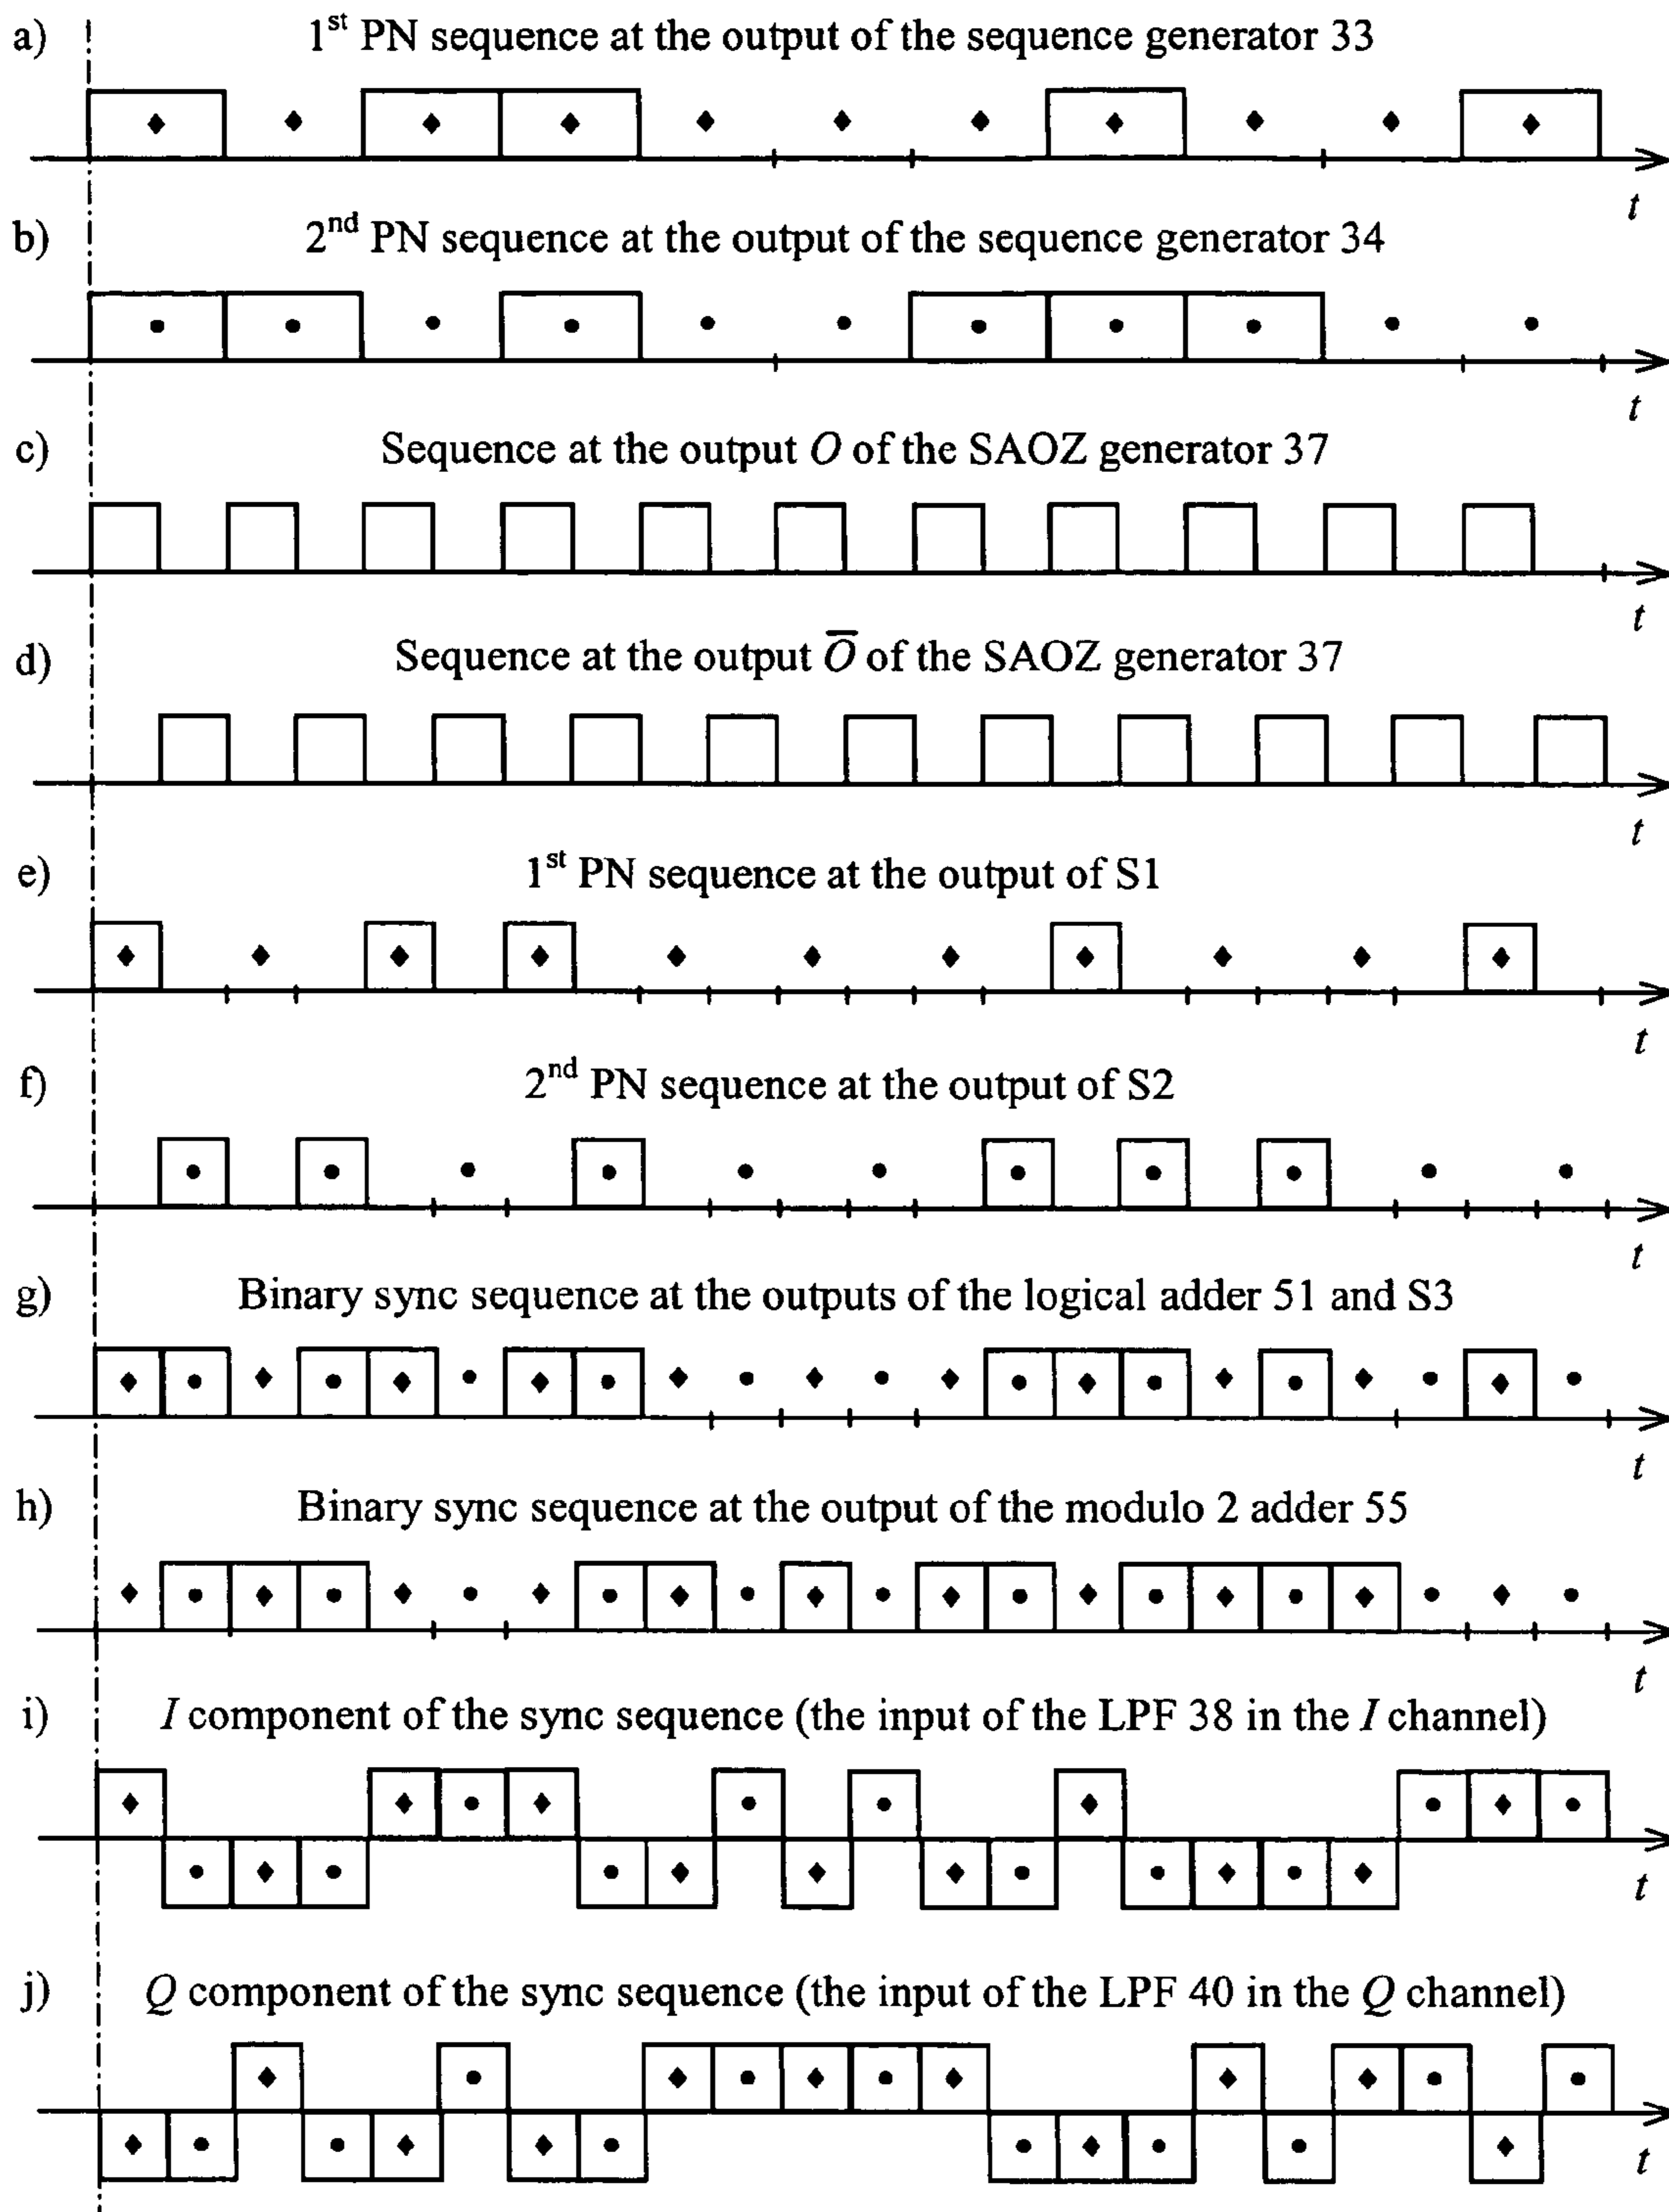 a) 1st PN sequence at the output of the sequence generator 33
t
b) 2nd PN sequence at the output of the sequence generator 34
t
c) Sequence at the output O of the SAOZ generator 37
t
d) Sequence at the output O̅ of the SAOZ generator 37
t
e) 1st PN sequence at the output of S1
t
f) 2nd PN sequence at the output of S2
t
g) Binary sync sequence at the outputs of the logical adder 51 and S3
t
h) Binary sync sequence at the output of the modulo 2 adder 55
t
i) I component of the sync sequence (the input of the LPF 38 in the I channel)
t
j) Q component of the sync sequence (the input of the LPF 40 in the Q channel)
t